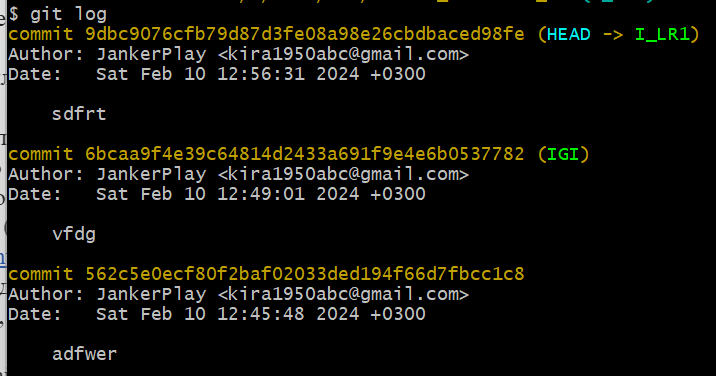 $ git log
commit 9dbc9076cfb79d87d3fe08a98e26cbdbaced98fe (HEAD -> I_LR1)
Author: JankerPlay <kira1950abc@gmail.com>
Date:   Sat Feb 10 12:56:31 2024 +0300
sdfrt
commit 6bcaa9f4e39c64814d2433a691f9e4e6b0537782 (IGI)
Author: JankerPlay <kira1950abc@gmail.com>
Date:   Sat Feb 10 12:49:01 2024 +0300
vfdg
commit 562c5e0ecf80f2baf02033ded194f66d7fbcc1c8
Author: JankerPlay <kira1950abc@gmail.com>
Date:   Sat Feb 10 12:45:48 2024 +0300
adfwer